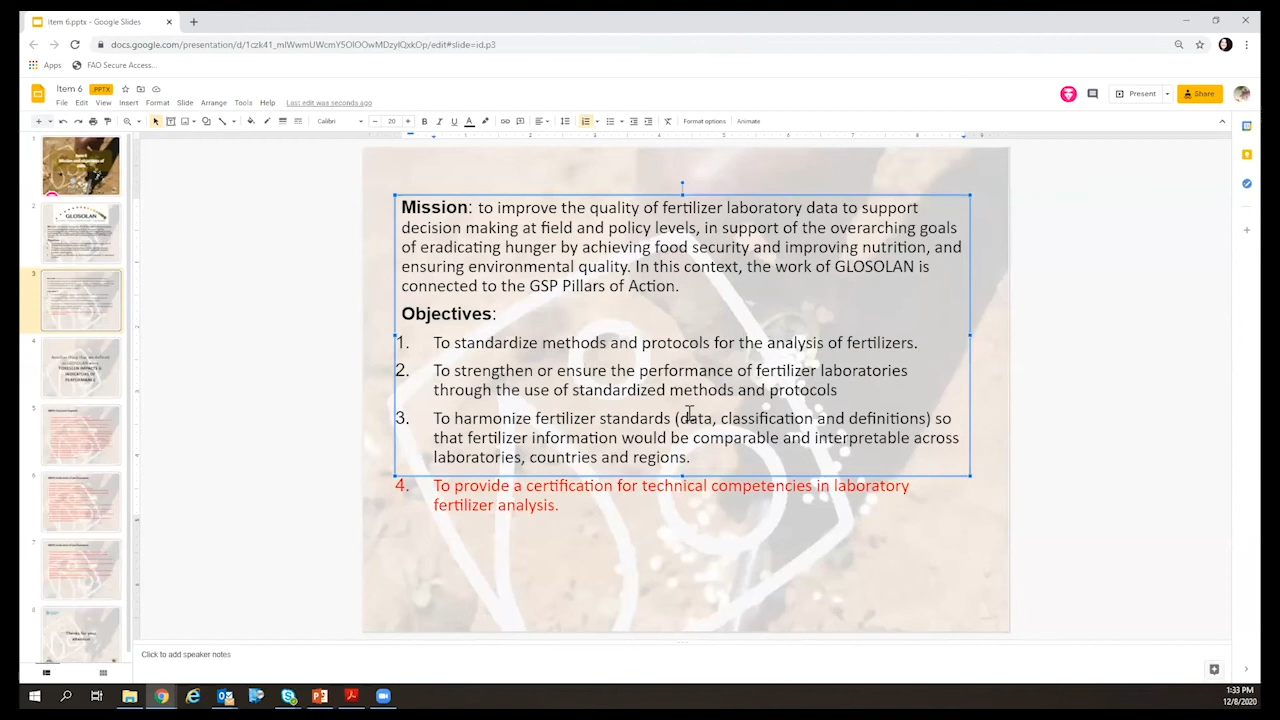 Item 6.pptx - Google Slides
docs.google.com/presentation/d/1czk41_mIWwmUWcmY5OIOOwMDzyIQxkOp/edit#slide=id.p3
Apps FAO Secure Access...
Item 6 .PPTX
File Edit View Insert Format Slide Arrange Tools Help Last edit was seconds ago
Present Share
Calibri 20 Format options Animate
Mission: To improve the quality of fertilizer laboratory data to support
decision making at field and policy levels, in support of the overarching goals
of eradicating hunger by achieving food security and improving nutrition and
ensuring environmental quality. In this context, the work of GLOSOLAN is
connected to the GSP Pillars of Action.
Objectives:
1. To standardize methods and protocols for the analysis of fertilizers.
2. To strengthen or ensure the performance of fertilizer laboratories
through the use of standardized methods and protocols
3. To harmonize fertilizer standards (data, clasification and definitions) so
that fertilizer information would be comparable and interpretable across
laboratories, countries and regions.
4. To provide a certification for technical competencies in laboratory
fertilizer analysis.
GLOSOLAN
Thanks for your
attention!
Click to add speaker notes
1:33 PM
12/8/2020